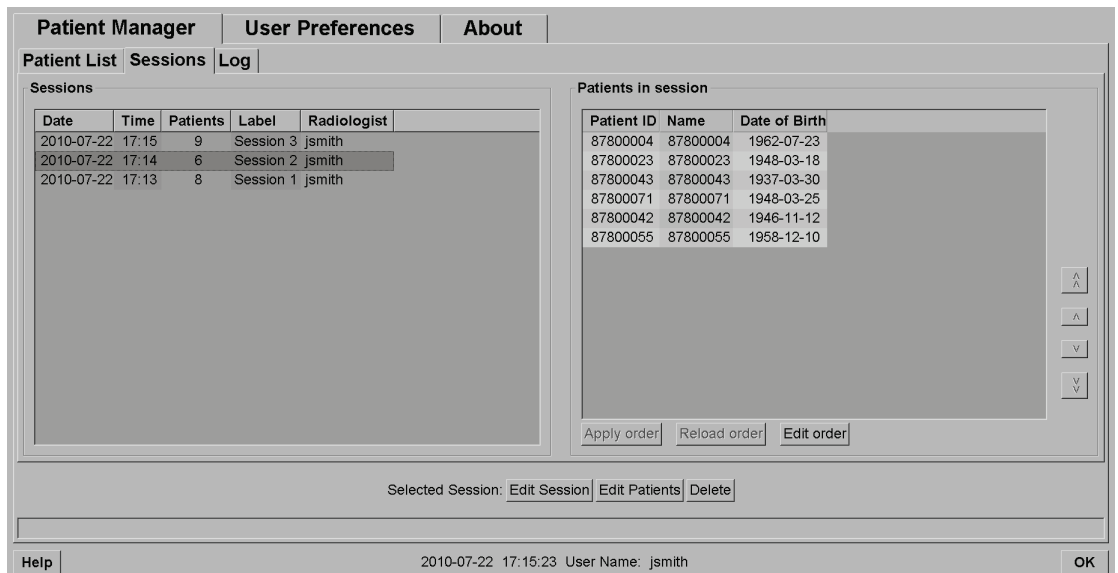 Patient Manager User Preferences About
Patient List Sessions Log
Sessions
Date Time Patients Label Radiologist
2010-07-22 17:15 9 Session 3 jsmith
2010-07-22 17:14 6 Session 2 jsmith
2010-07-22 17:13 8 Session 1 jsmith
Patients in session
Patient ID Name Date of Birth
87800004 87800004 1962-07-23
87800023 87800023 1948-03-18
87800043 87800043 1937-03-30
87800071 87800071 1948-03-25
87800042 87800042 1946-11-12
87800055 87800055 1958-12-10
Apply order Reload order Edit order
Selected Session: Edit Session Edit Patients Delete
Help 2010-07-22 17:15:23 User Name: jsmith OK